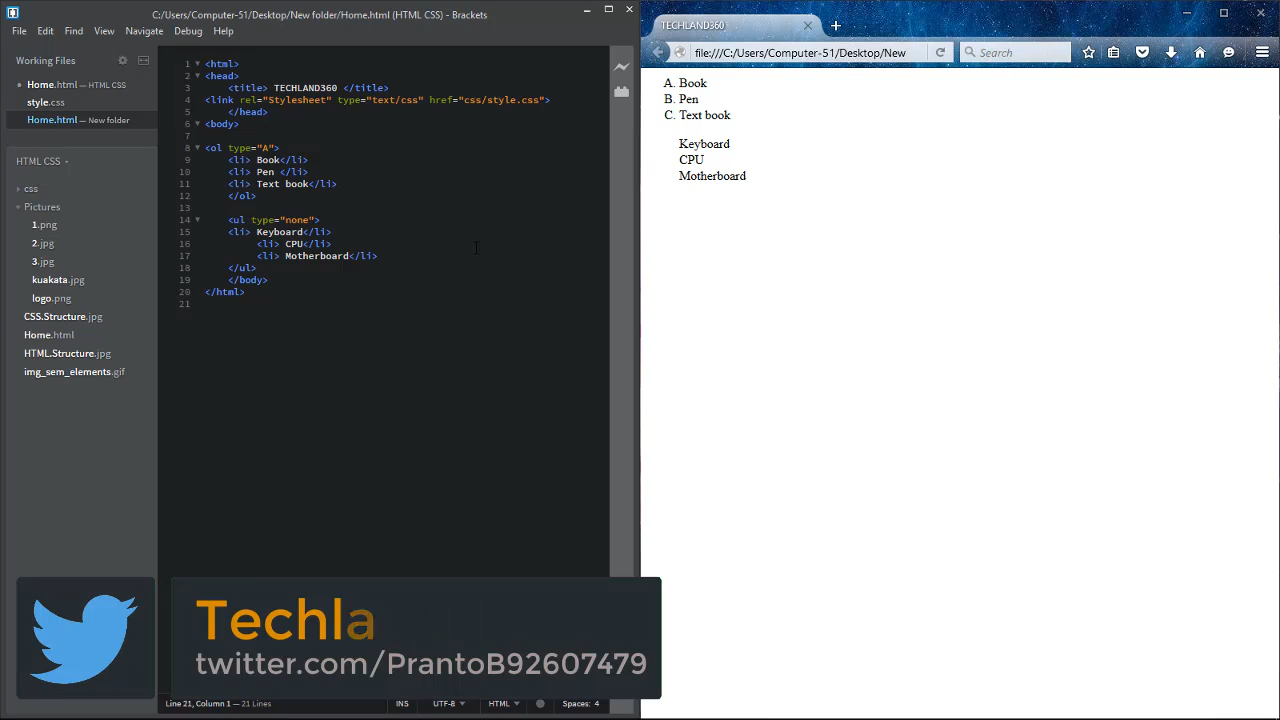 C:/Users/Computer-51/Desktop/New folder/Home.html (HTML CSS) - Brackets
File Edit Find View Navigate Debug Help
Working Files
Home.html — HTML CSS
style.css
Home.html — New folder
HTML CSS
css
Pictures
1.png
2.jpg
3.jpg
kuakata.jpg
logo.png
CSS.Structure.jpg
Home.html
HTML.Structure.jpg
img_sem_elements.gif
1 <html>
2 <head>
3 <title> TECHLAND360 </title>
4 <link rel="Stylesheet" type="text/css" href="css/style.css">
5 </head>
6 <body>
7
8 <ol type="A">
9 <li> Book</li>
10 <li> Pen </li>
11 <li> Text book</li>
12 </ol>
13
14 <ul type="none">
15 <li> Keyboard</li>
16 <li> CPU</li>
17 <li> Motherboard</li>
18 </ul>
19 </body>
20 </html>
21
Line 21, Column 1 — 21 Lines
INS UTF-8 HTML Spaces: 4
TECHLAND360
file:///C:/Users/Computer-51/Desktop/New
Search
A. Book
B. Pen
C. Text book
Keyboard
CPU
Motherboard
Techla
twitter.com/PrantoB92607479